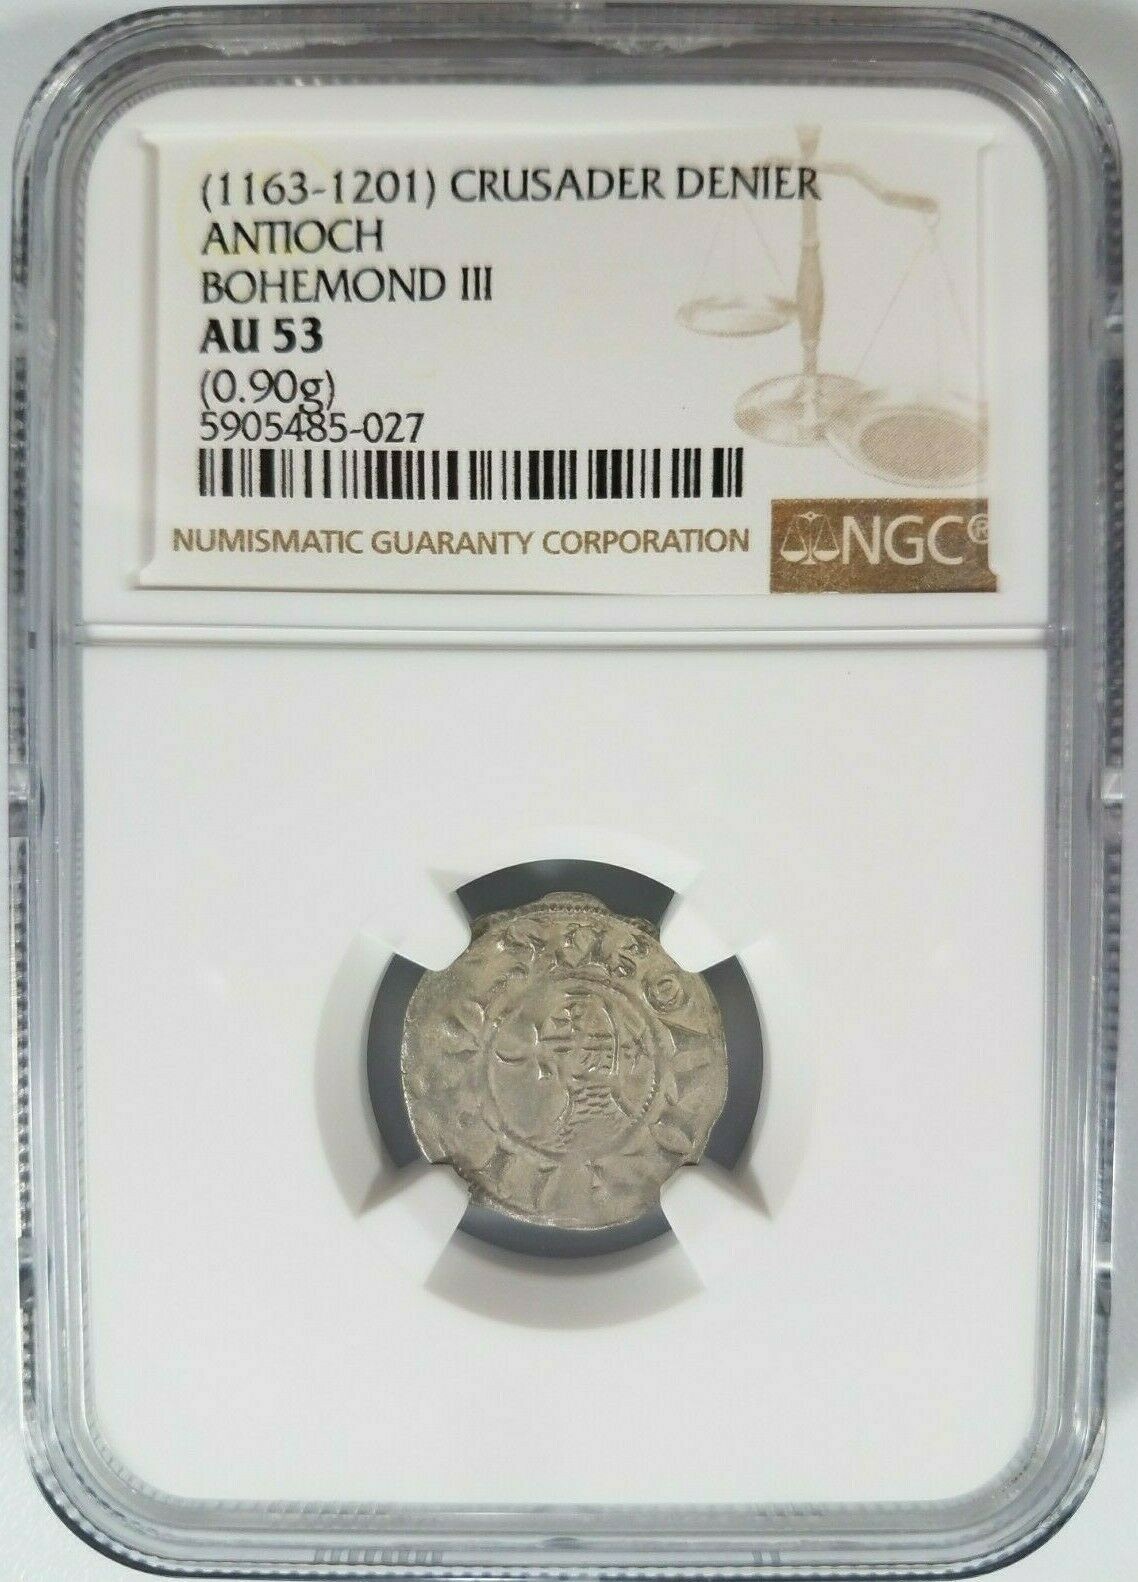 (1163-1201) CRUSADER DENIER
ANTIOCH
BOHEMOND III
AU 53
(0.90g)
5905485-027
NUMISMATIC GUARANTY CORPORATION
NGC®